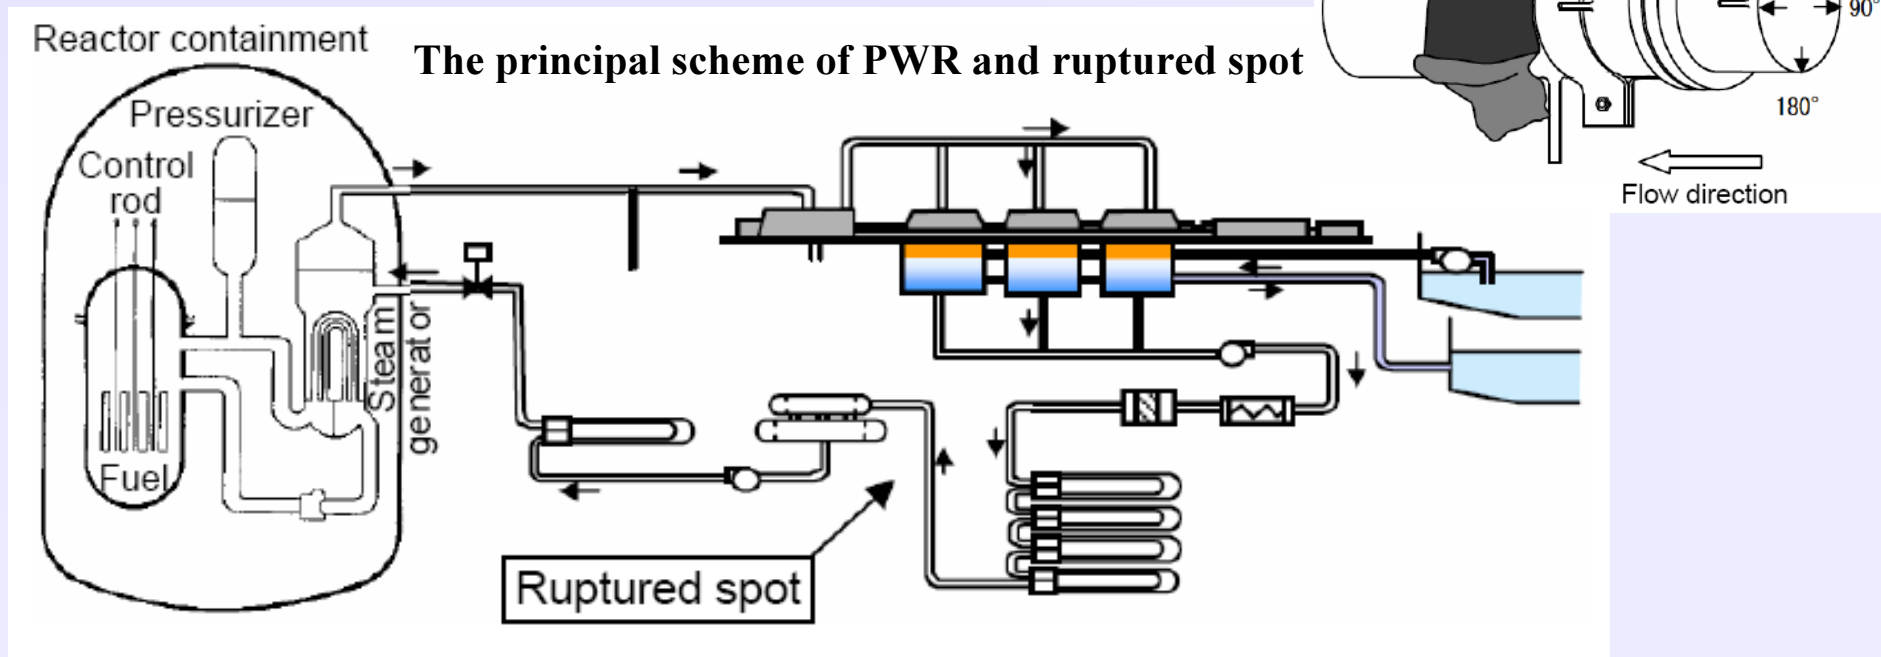 Reactor containment
The principal scheme of PWR and ruptured spot
90°
180°
Flow direction
Pressurizer
Control
rod
Steam
generator
Fuel
Ruptured spot